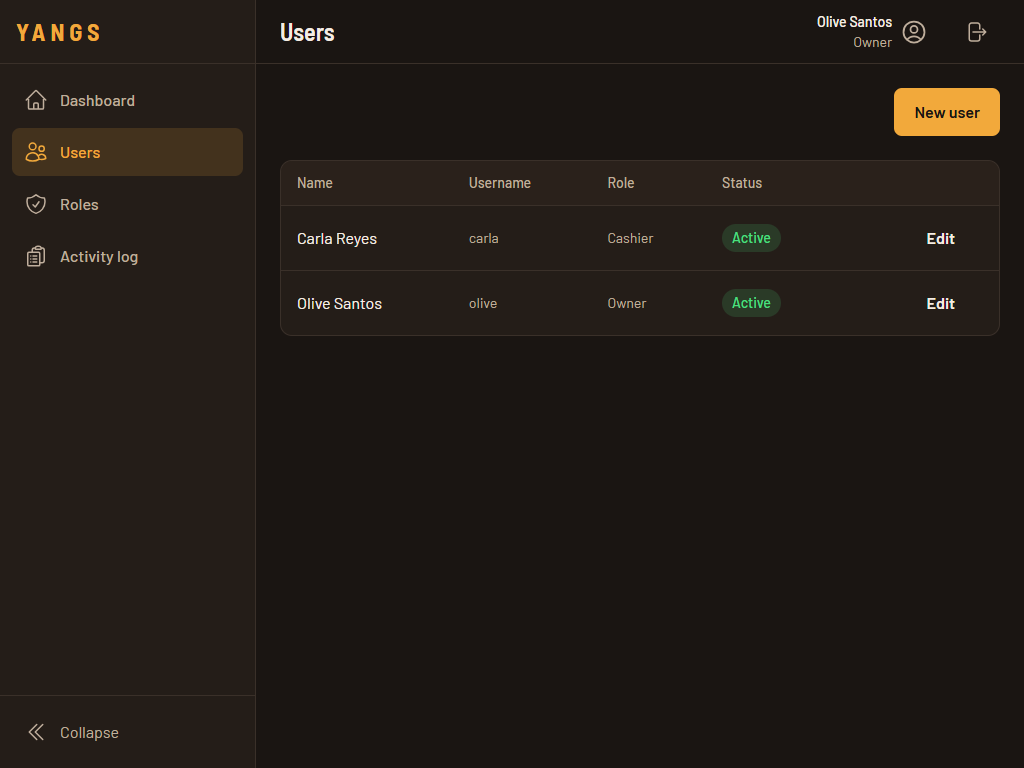 YANGS
Users
Olive Santos
Owner
Dashboard
Users
Roles
Activity log
New user
Name Username Role Status
Carla Reyes carla Cashier Active Edit
Olive Santos olive Owner Active Edit
Collapse